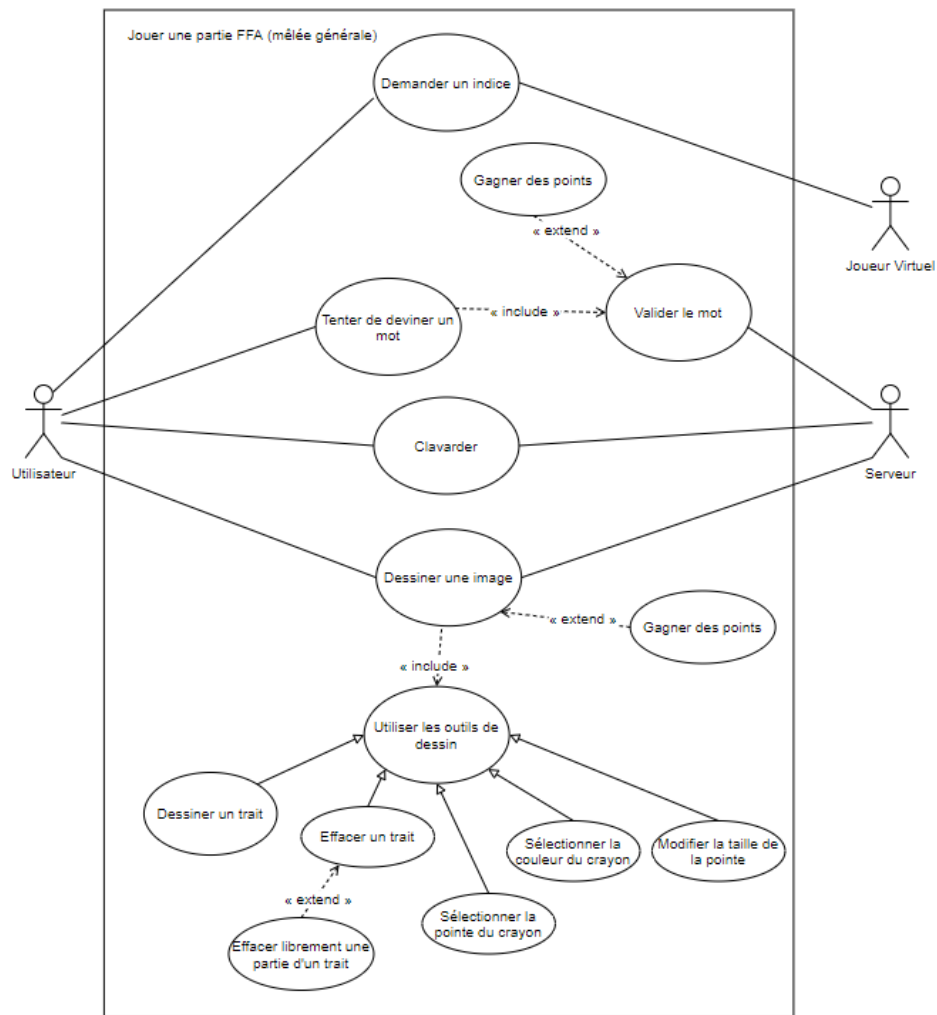 Jouer une partie FFA (mêlée générale)
Demander un indice
Gagner des points
« extend »
Joueur Virtuel
Tenter de deviner un
mot
« include »
Valider le mot
Utilisateur
Clavarder
Serveur
Dessiner une image
« extend »
Gagner des points
« include »
Utiliser les outils de
dessin
Dessiner un trait
Effacer un trait
Sélectionner la
couleur du crayon
Modifier la taille de
la pointe
« extend »
Sélectionner la
pointe du crayon
Effacer librement une
partie d'un trait